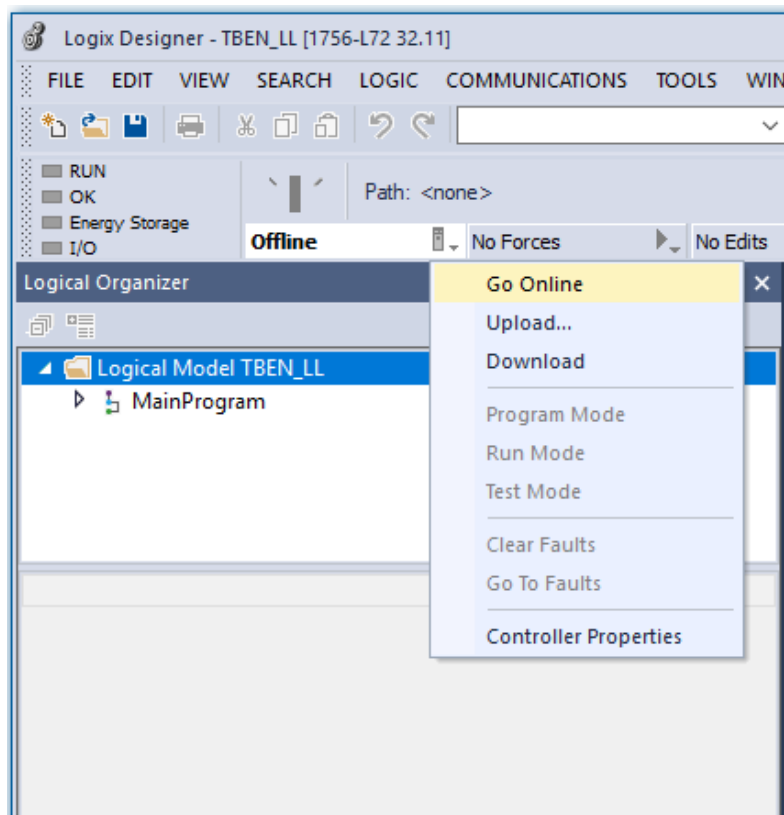 Logix Designer - TBEN_LL [1756-L72 32.11]
FILE EDIT VIEW SEARCH LOGIC COMMUNICATIONS TOOLS WIN
RUN
OK
Energy Storage
I/O
Path: <none>
Offline
No Forces
No Edits
Logical Organizer
Logical Model TBEN_LL
MainProgram
Go Online
Upload...
Download
Program Mode
Run Mode
Test Mode
Clear Faults
Go To Faults
Controller Properties